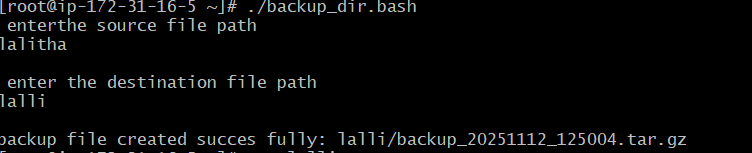 [root@ip-172-31-16-5 ~]# ./backup_dir.bash
enterthe source file path
lalitha
enter the destination file path
lalli
backup file created succes fully: lalli/backup_20251112_125004.tar.gz